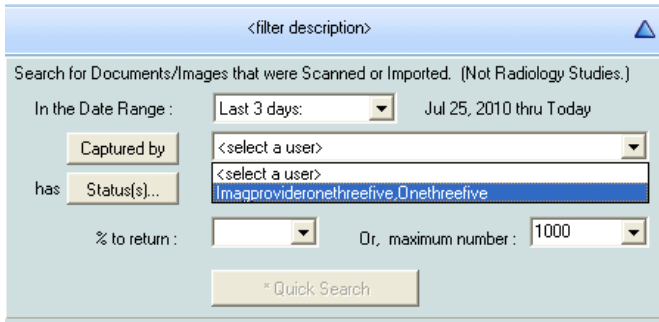 <filter description>
Search for Documents/Images that were Scanned or Imported. (Not Radiology Studies.)
In the Date Range : Last 3 days: Jul 25, 2010 thru Today
Captured by <select a user>
<select a user>
has Status(s)... Imagprovideronethreefive,Onethreefive
% to return : Or, maximum number : 1000
* Quick Search